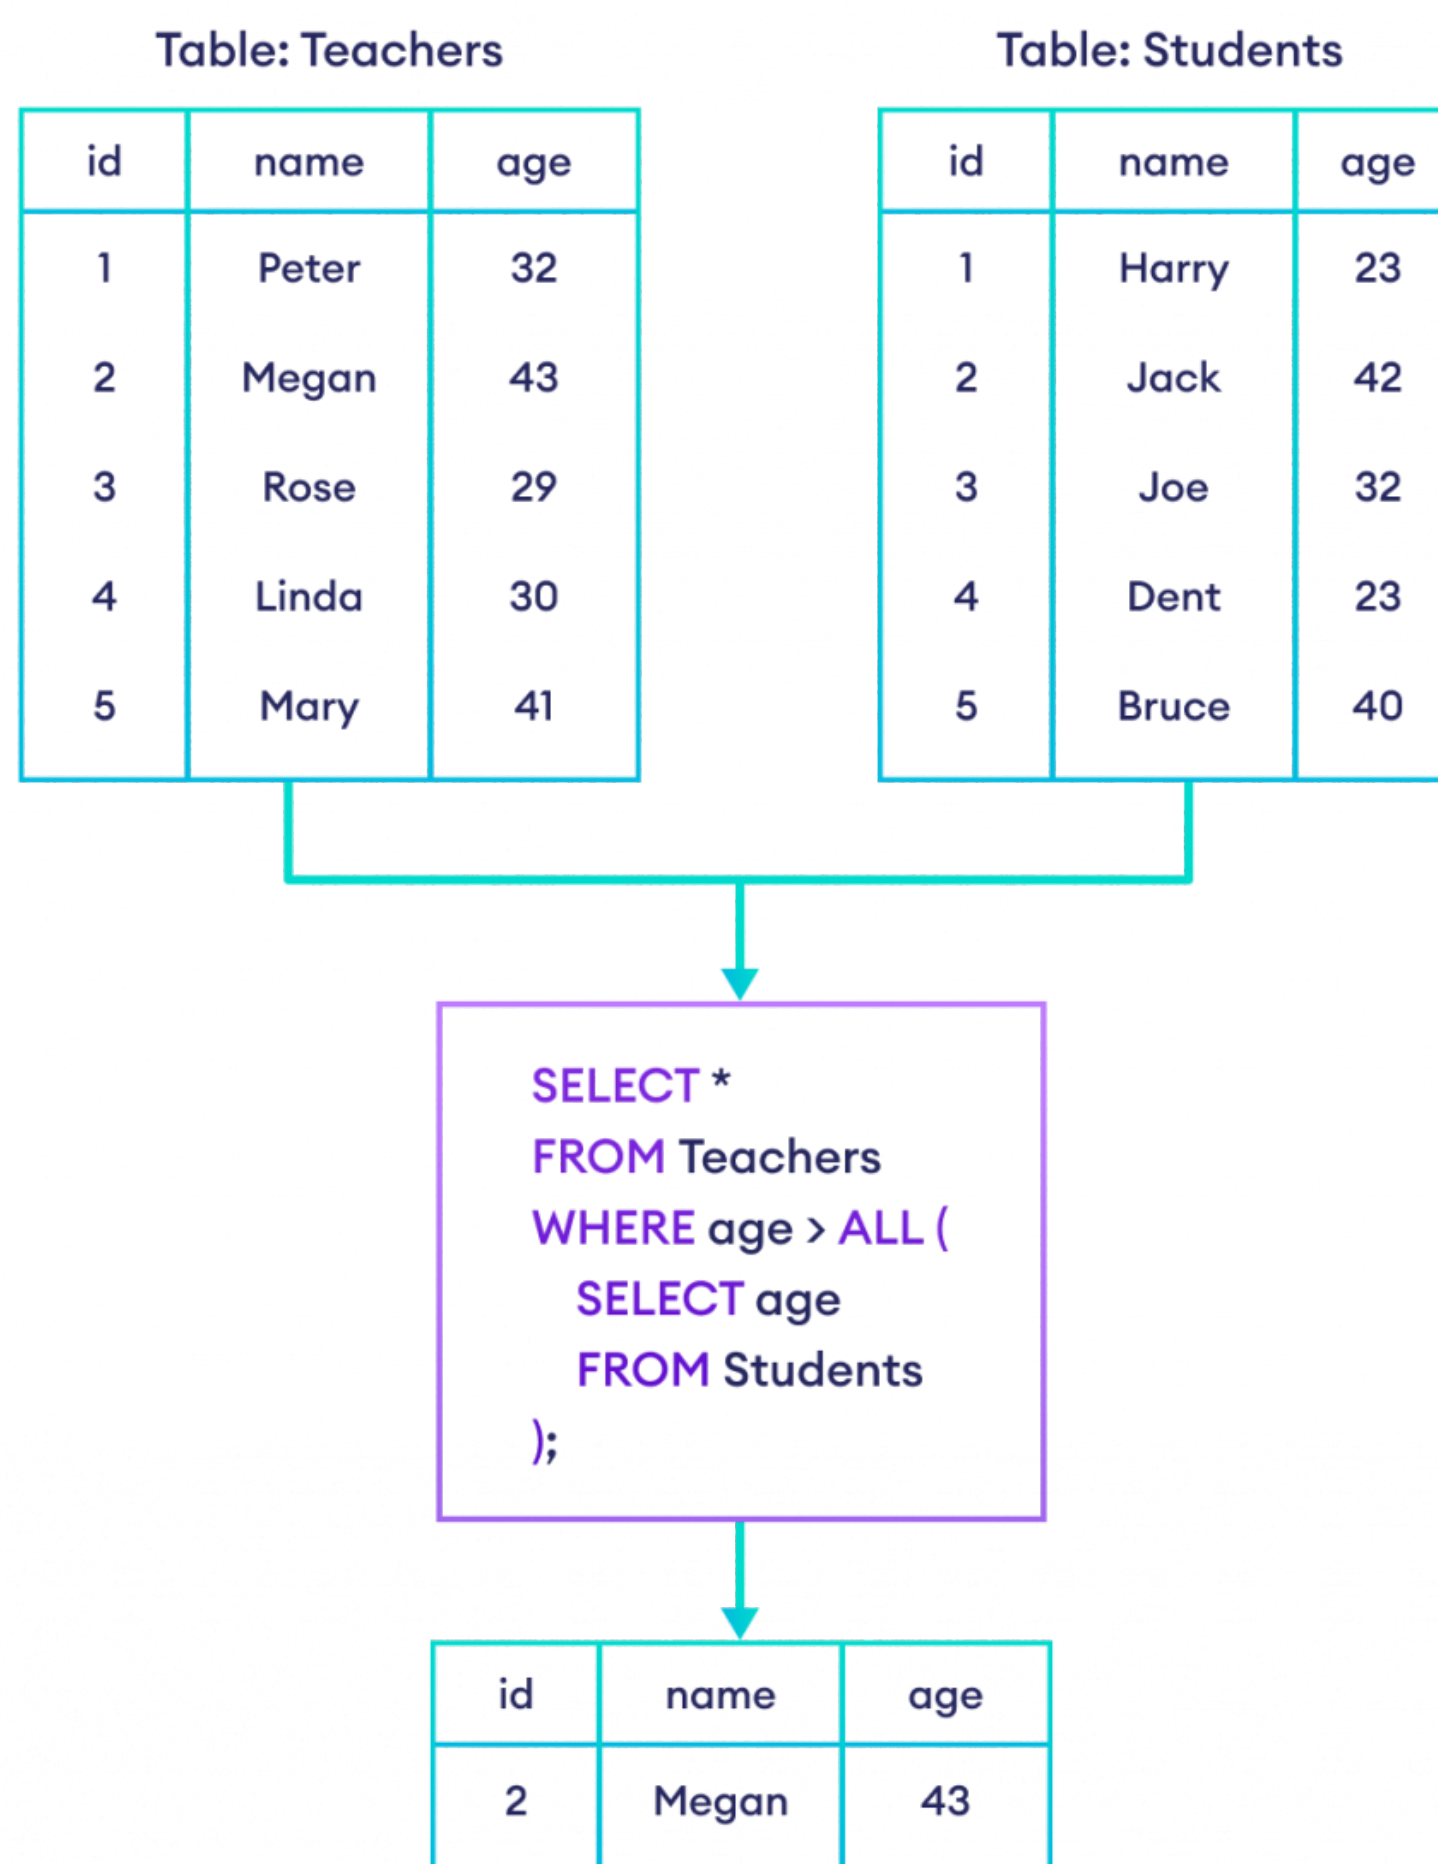 Table: Teachers
id name age
1 Peter 32
2 Megan 43
3 Rose 29
4 Linda 30
5 Mary 41
Table: Students
id name age
1 Harry 23
2 Jack 42
3 Joe 32
4 Dent 23
5 Bruce 40
SELECT *
FROM Teachers
WHERE age > ALL (
SELECT age
FROM Students
);
id name age
2 Megan 43